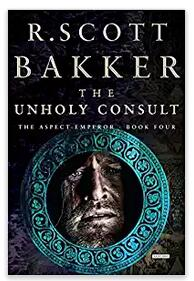 R. SCOTT
BAKKER
THE
UNHOLY CONSULT
THE ASPECT-EMPEROR - BOOK FOUR